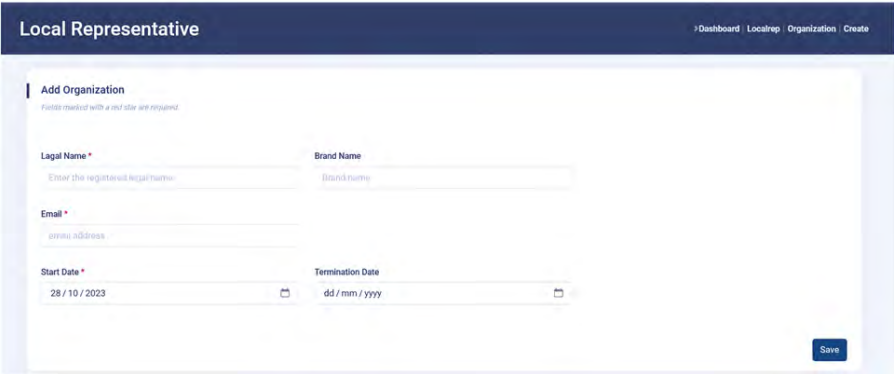 Local Representative
Dashboard | Localrep | Organization | Create
Add Organization
Fields marked with a red star are required.
Lagal Name *
Brand Name
Enter the registered legal name
Brand name
Email *
email address
Start Date *
Termination Date
28 / 10 / 2023
dd / mm / yyyy
Save